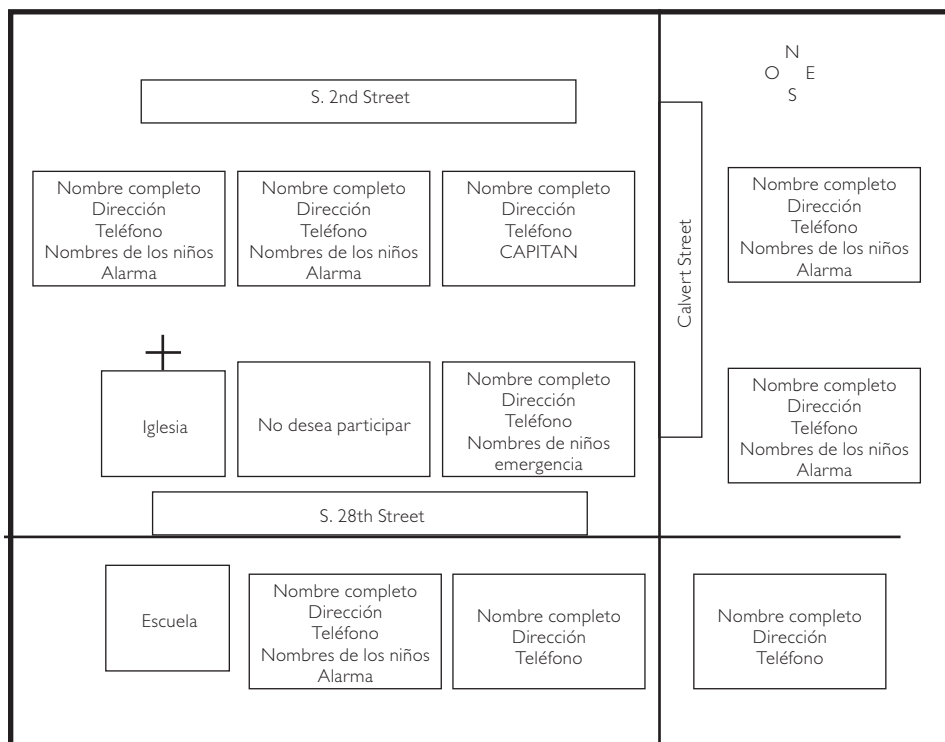 N
O E
S
S. 2nd Street
Nombre completo
Dirección
Teléfono
Nombres de los niños
Alarma
Nombre completo
Dirección
Teléfono
Nombres de los niños
Alarma
Nombre completo
Dirección
Teléfono
CAPITAN
Calvert Street
Nombre completo
Dirección
Teléfono
Nombres de los niños
Alarma
Iglesia
No desea participar
Nombre completo
Dirección
Teléfono
Nombres de niños
emergencia
Nombre completo
Dirección
Teléfono
Nombres de los niños
Alarma
S. 28th Street
Escuela
Nombre completo
Dirección
Teléfono
Nombres de los niños
Alarma
Nombre completo
Dirección
Teléfono
Nombre completo
Dirección
Teléfono